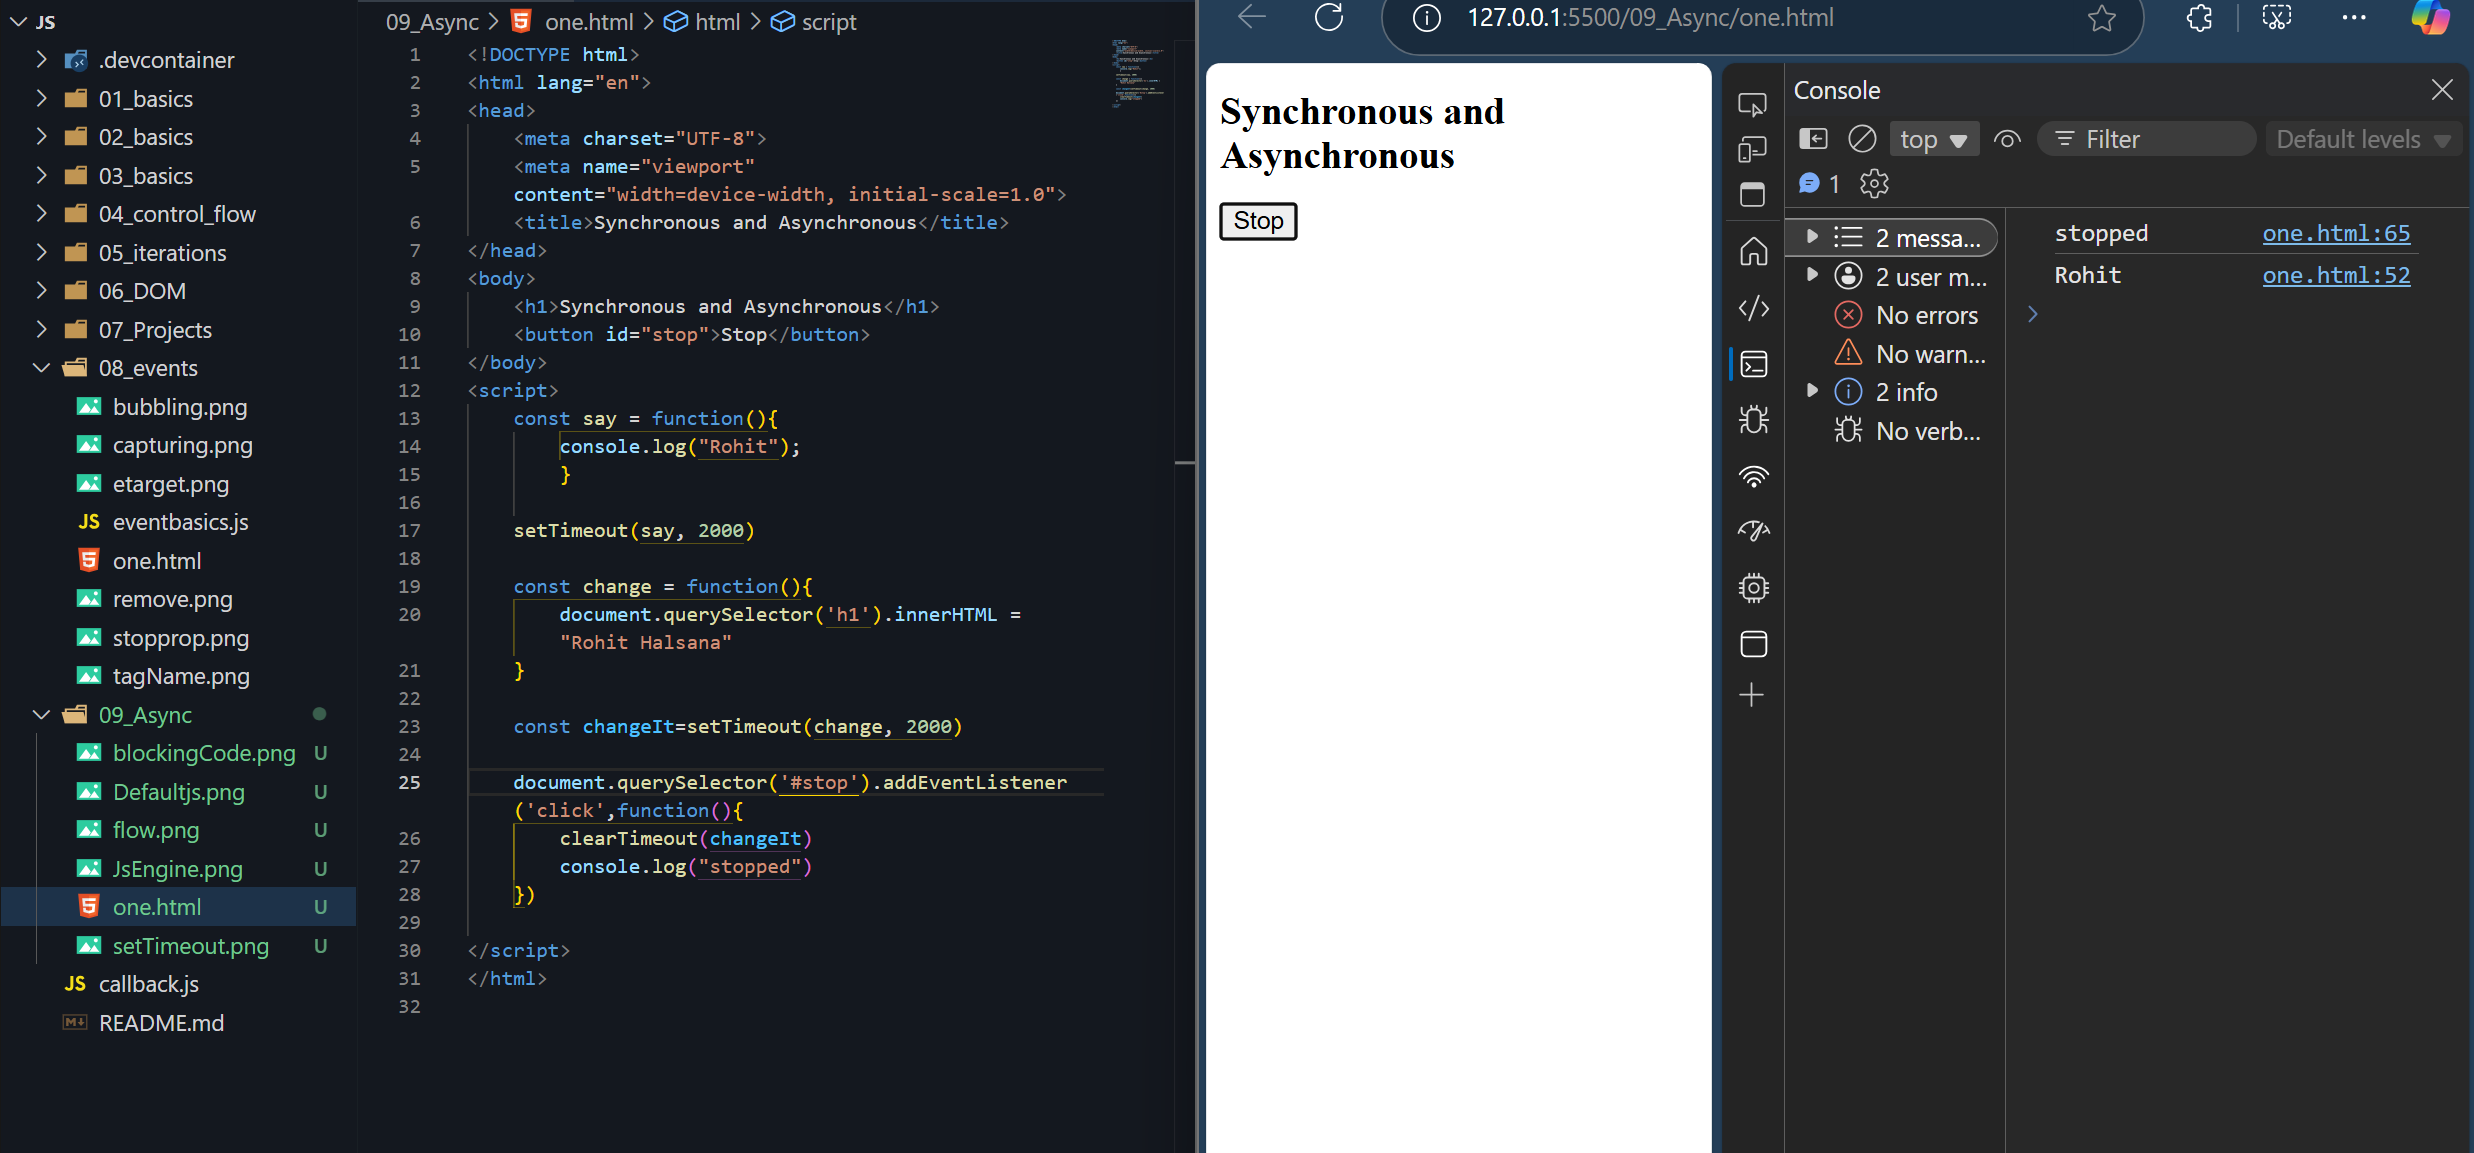 JS
.devcontainer
01_basics
02_basics
03_basics
04_control_flow
05_iterations
06_DOM
07_Projects
08_events
bubbling.png
capturing.png
etarget.png
JS eventbasics.js
one.html
remove.png
stopprop.png
tagName.png
09_Async
blockingCode.png U
Defaultjs.png U
flow.png U
JsEngine.png U
one.html U
setTimeout.png U
JS callback.js
README.md
09_Async > one.html > html > script
1 <!DOCTYPE html>
2 <html lang="en">
3 <head>
4 <meta charset="UTF-8">
5 <meta name="viewport"
content="width=device-width, initial-scale=1.0">
6 <title>Synchronous and Asynchronous</title>
7 </head>
8 <body>
9 <h1>Synchronous and Asynchronous</h1>
10 <button id="stop">Stop</button>
11 </body>
12 <script>
13 const say = function(){
14 console.log("Rohit");
15 }
16
17 setTimeout(say, 2000)
18
19 const change = function(){
20 document.querySelector('h1').innerHTML =
"Rohit Halsana"
21 }
22
23 const changeIt=setTimeout(change, 2000)
24
25 document.querySelector('#stop').addEventListener
('click',function(){
26 clearTimeout(changeIt)
27 console.log("stopped")
28 })
29
30 </script>
31 </html>
32
127.0.0.1:5500/09_Async/one.html
Synchronous and
Asynchronous
Stop
Console
top
Filter
Default levels
1
2 messa...
2 user m...
No errors
No warn...
2 info
No verb...
stopped one.html:65
Rohit one.html:52